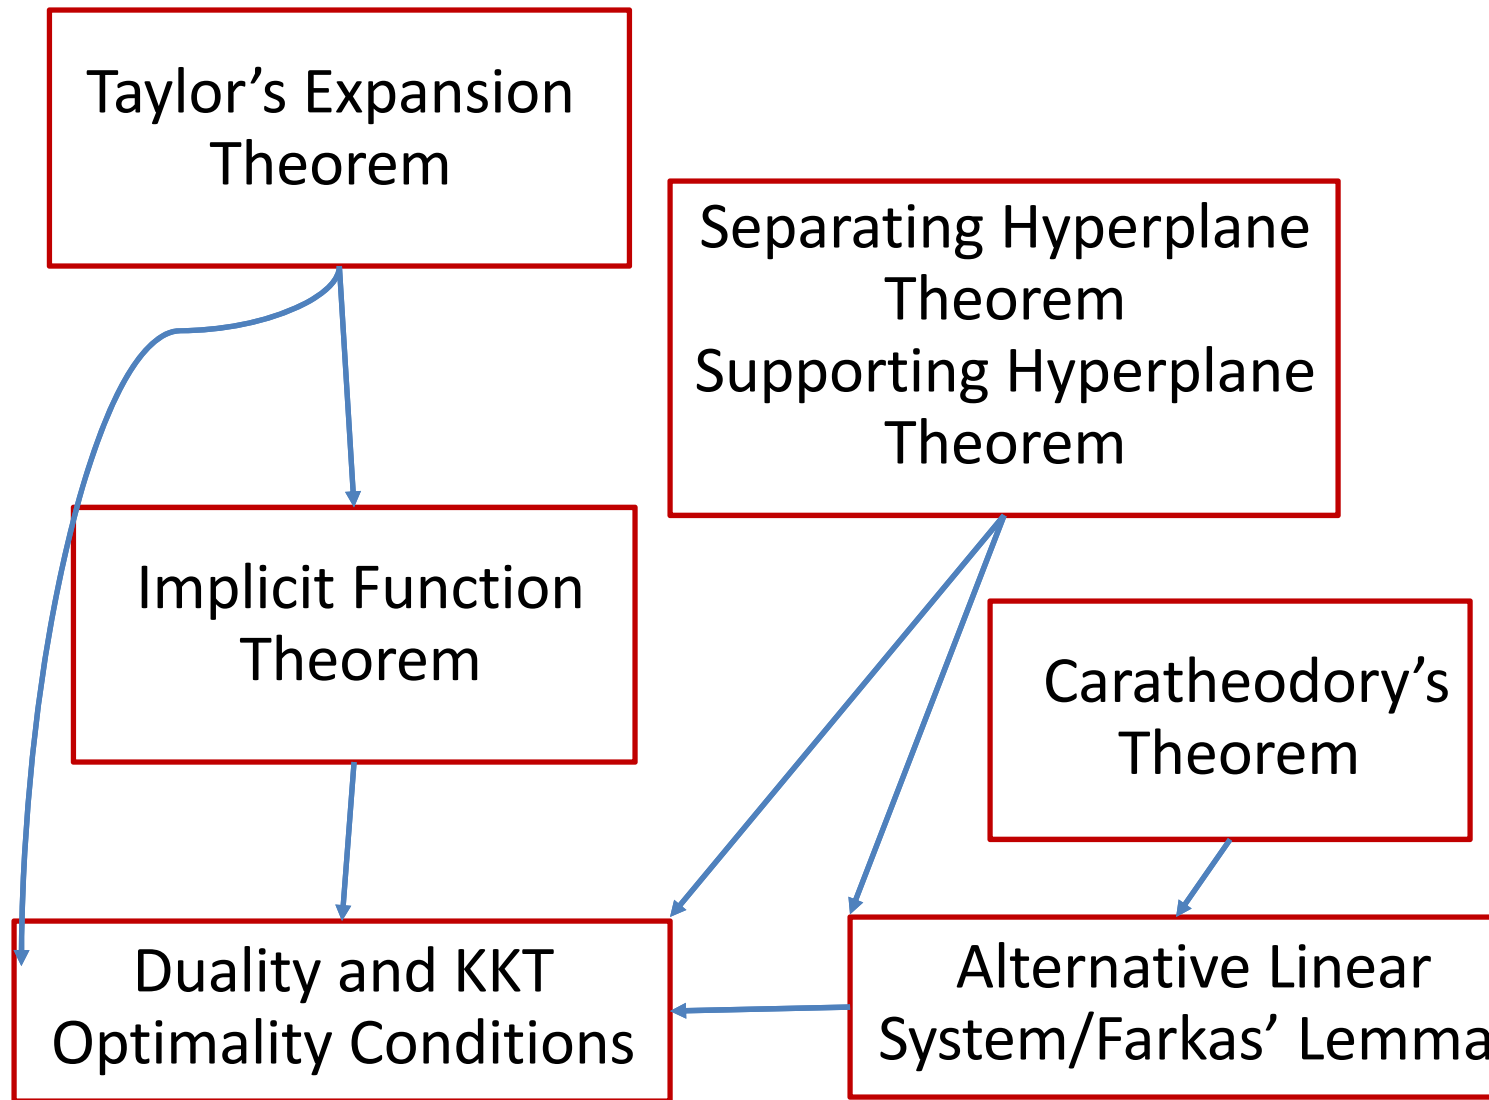 Taylor’s Expansion
Theorem
Separating Hyperplane
Theorem
Supporting Hyperplane
Theorem
Implicit Function
Theorem
Caratheodory’s
Theorem
Duality and KKT
Optimality Conditions
Alternative Linear
System/Farkas’ Lemma